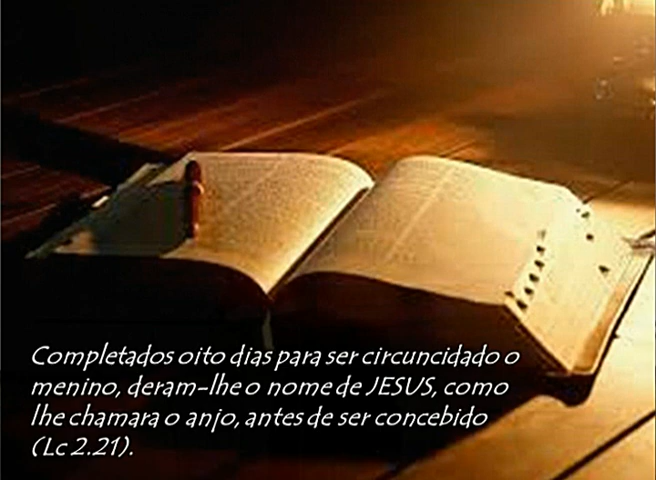 Completados oito dias para ser circuncidado o
menino, deram-lhe o nome de JESUS, como
lhe chamara o anjo, antes de ser concebido
(Lc 2.21).